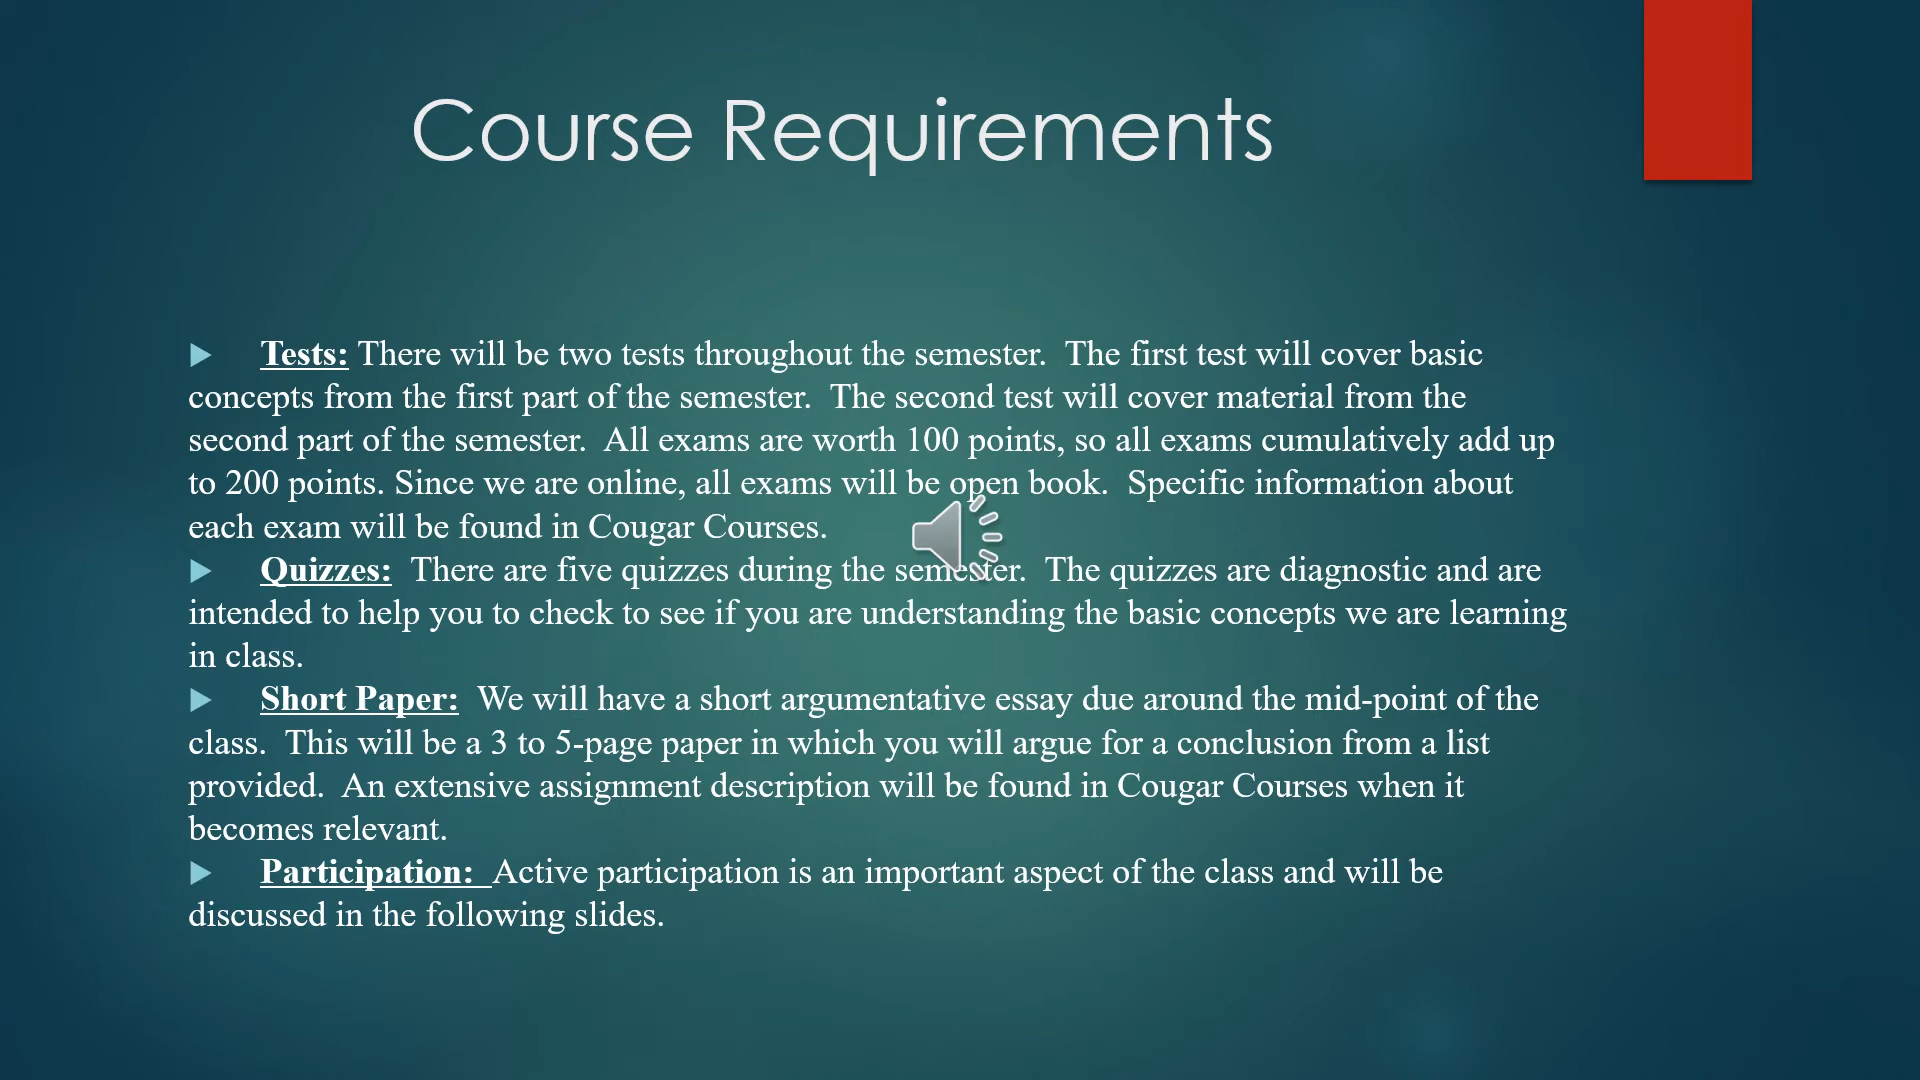 Course Requirements
Tests: There will be two tests throughout the semester.  The first test will cover basic
concepts from the first part of the semester.  The second test will cover material from the
second part of the semester.  All exams are worth 100 points, so all exams cumulatively add up
to 200 points. Since we are online, all exams will be open book.  Specific information about
each exam will be found in Cougar Courses.
Quizzes:  There are five quizzes during the semester.  The quizzes are diagnostic and are
intended to help you to check to see if you are understanding the basic concepts we are learning
in class.
Short Paper:  We will have a short argumentative essay due around the mid-point of the
class.  This will be a 3 to 5-page paper in which you will argue for a conclusion from a list
provided.  An extensive assignment description will be found in Cougar Courses when it
becomes relevant.
Participation:  Active participation is an important aspect of the class and will be
discussed in the following slides.